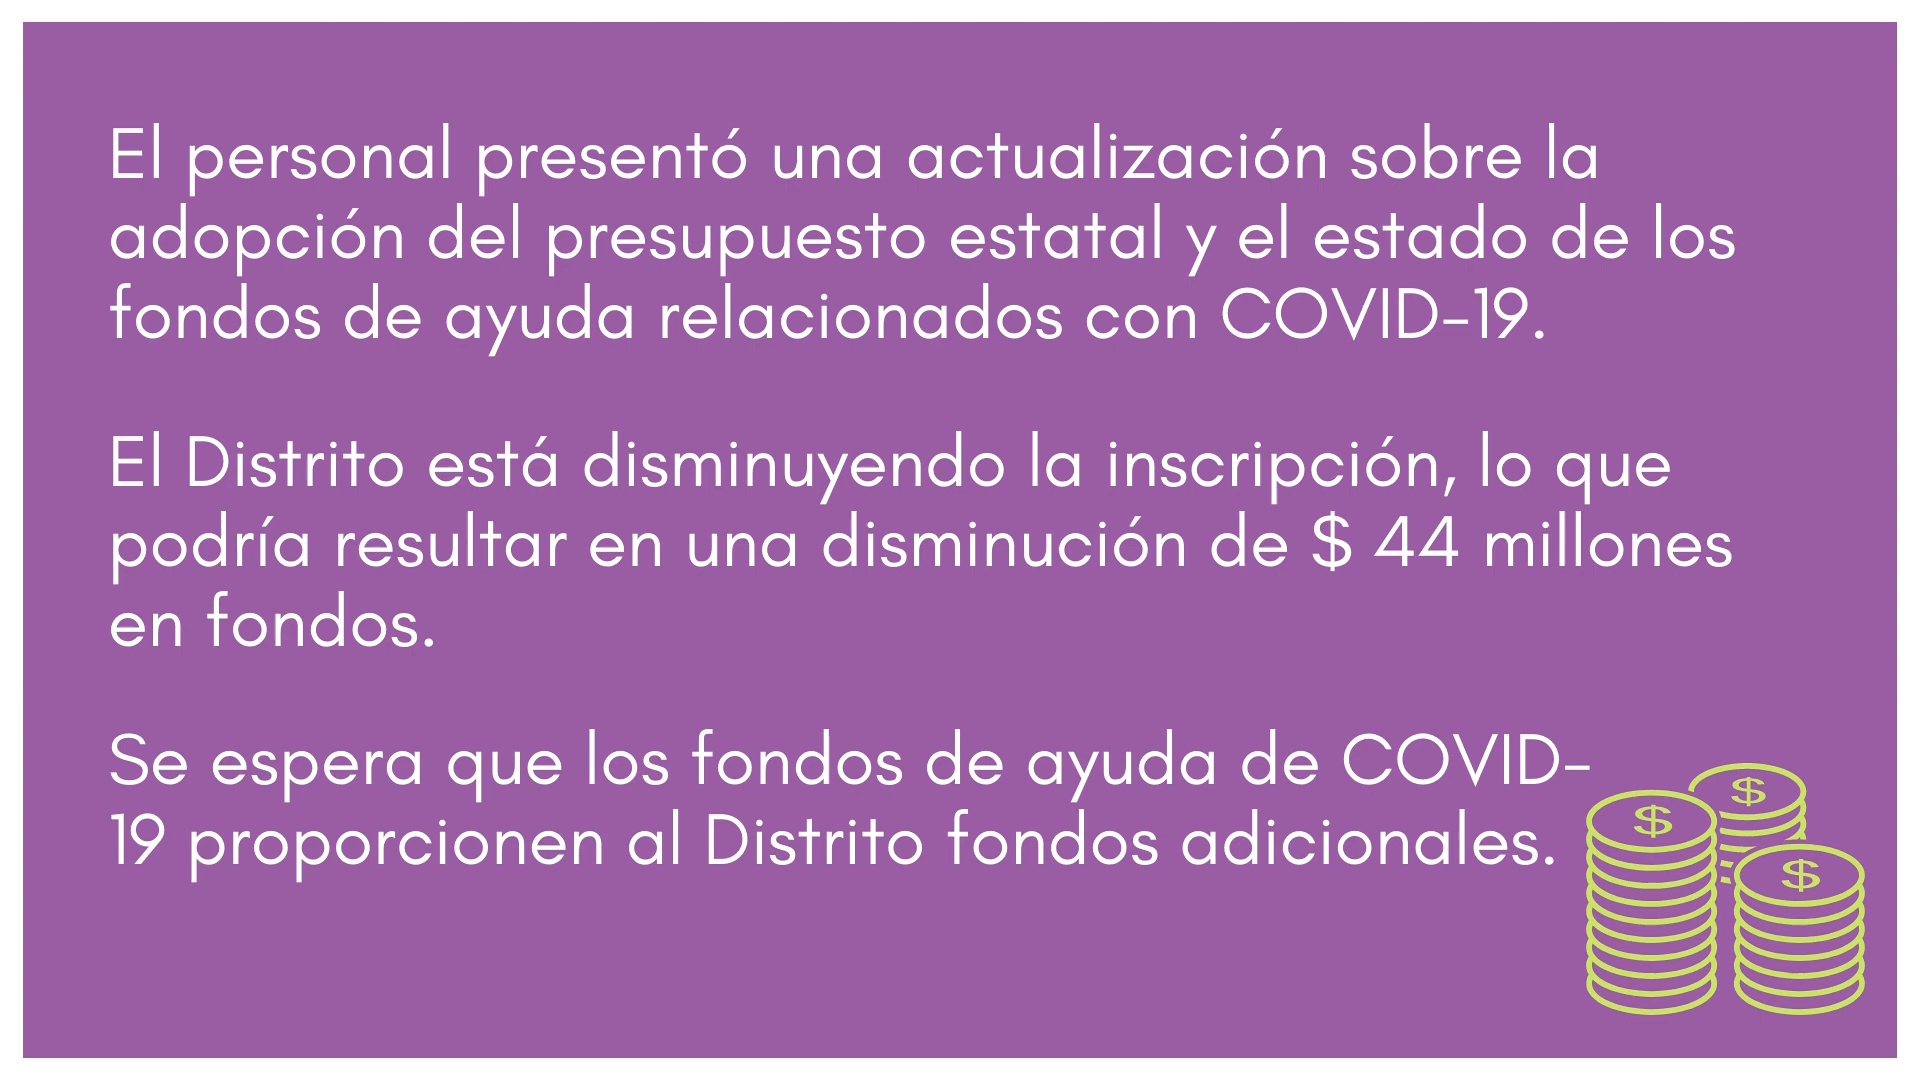 El personal presentó una actualización sobre la
adopción del presupuesto estatal y el estado de los
fondos de ayuda relacionados con COVID-19.
El Distrito está disminuyendo la inscripción, lo que
podría resultar en una disminución de $ 44 millones
en fondos.
Se espera que los fondos de ayuda de COVID-
19 proporcionen al Distrito fondos adicionales.
$
$
$